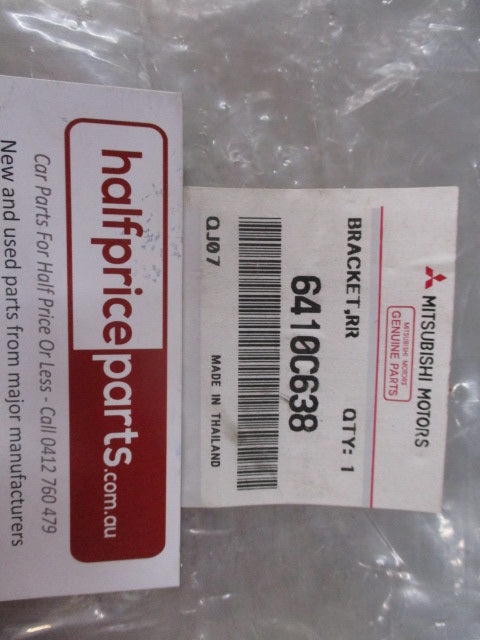 MITSUBISHI MOTORS
MITSUBISHI MOTORS
GENUINE PARTS
BRACKET,RR QTY: 1
6410C638
QJ07 MADE IN THAILAND
halfpriceparts.com.au
Car Parts For Half Price Or Less - Call 0412 760 479
New and used parts from major manufacturers